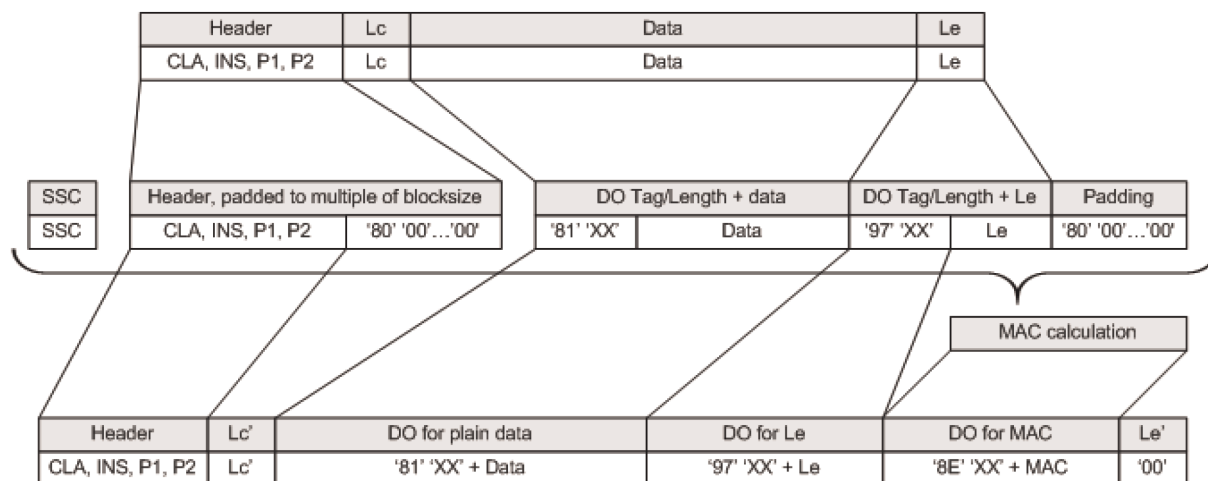 Header Lc Data Le
CLA, INS, P1, P2 Lc Data Le
SSC Header, padded to multiple of blocksize DO Tag/Length + data DO Tag/Length + Le Padding
SSC CLA, INS, P1, P2 '80' '00'...'00' '81' 'XX' Data '97' 'XX' Le '80' '00'...'00'
MAC calculation
Header Lc' DO for plain data DO for Le DO for MAC Le'
CLA, INS, P1, P2 Lc' '81' 'XX' + Data '97' 'XX' + Le '8E' 'XX' + MAC '00'